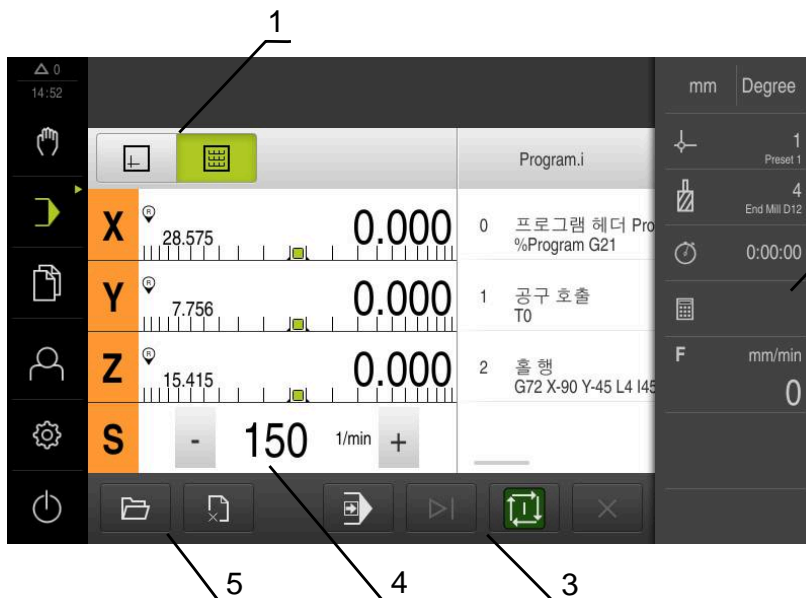 1
0
14:52
mm Degree
Program.i
1
Preset 1
4
End Mill D12
0:00:00
F mm/min
0
X R 28.575 0.000
Y R 7.756 0.000
Z R 15.415 0.000
S - 150 1/min +
0 프로그램 헤더 Pro
%Program G21
1 공구 호출
T0
2 홀 행
G72 X-90 Y-45 L4 I45
5 4 3